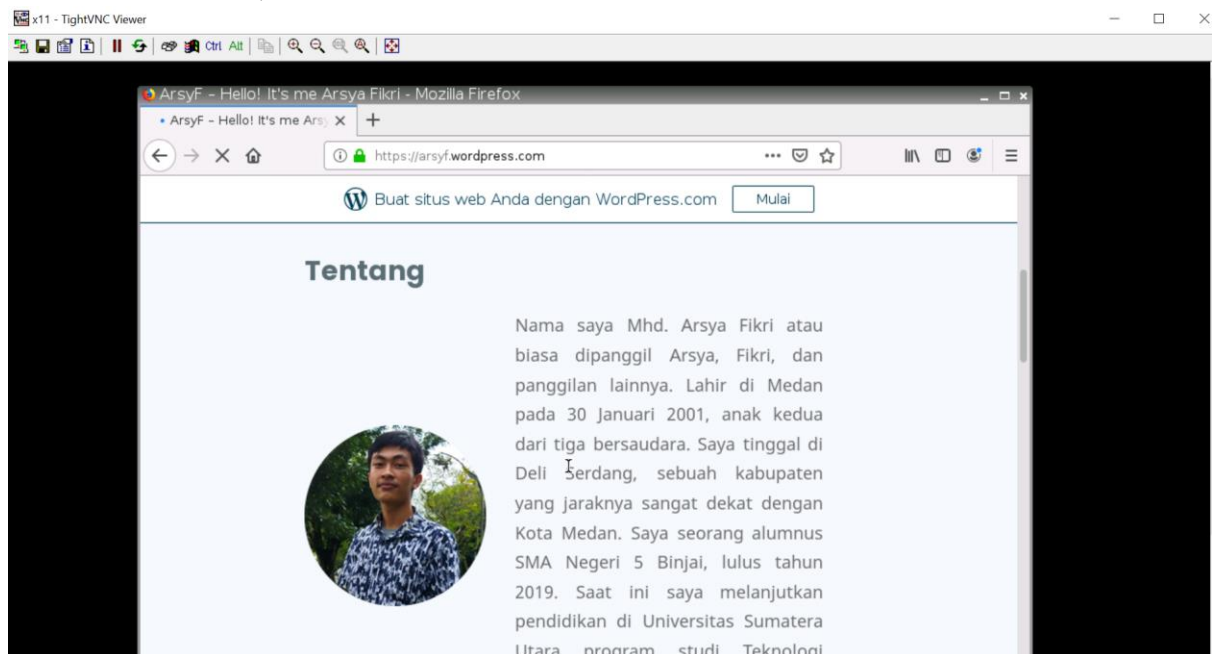 x11 - TightVNC Viewer
Ctrl Alt
ArsyF – Hello! It's me Arsya Fikri - Mozilla Firefox
ArsyF – Hello! It's me Ars
https://arsyf.wordpress.com
Buat situs web Anda dengan WordPress.com Mulai
Tentang
Nama saya Mhd. Arsya Fikri atau
biasa dipanggil Arsya, Fikri, dan
panggilan lainnya. Lahir di Medan
pada 30 Januari 2001, anak kedua
dari tiga bersaudara. Saya tinggal di
Deli Serdang, sebuah kabupaten
yang jaraknya sangat dekat dengan
Kota Medan. Saya seorang alumnus
SMA Negeri 5 Binjai, lulus tahun
2019. Saat ini saya melanjutkan
pendidikan di Universitas Sumatera
Utara program studi Teknologi